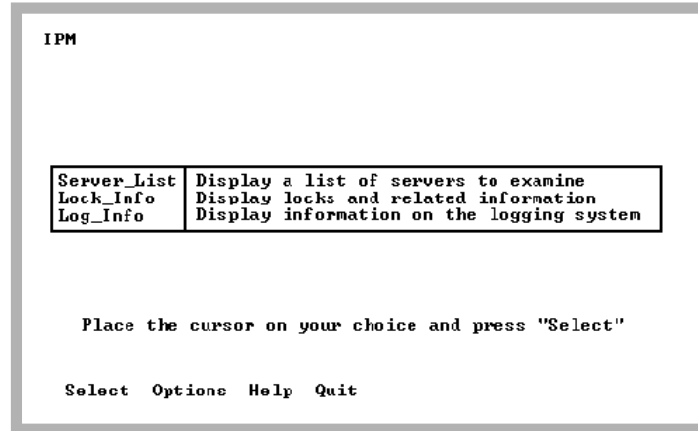 IPM
Server_List Display a list of servers to examine
Lock_Info Display locks and related information
Log_Info Display information on the logging system
Place the cursor on your choice and press "Select"
Select Options Help Quit